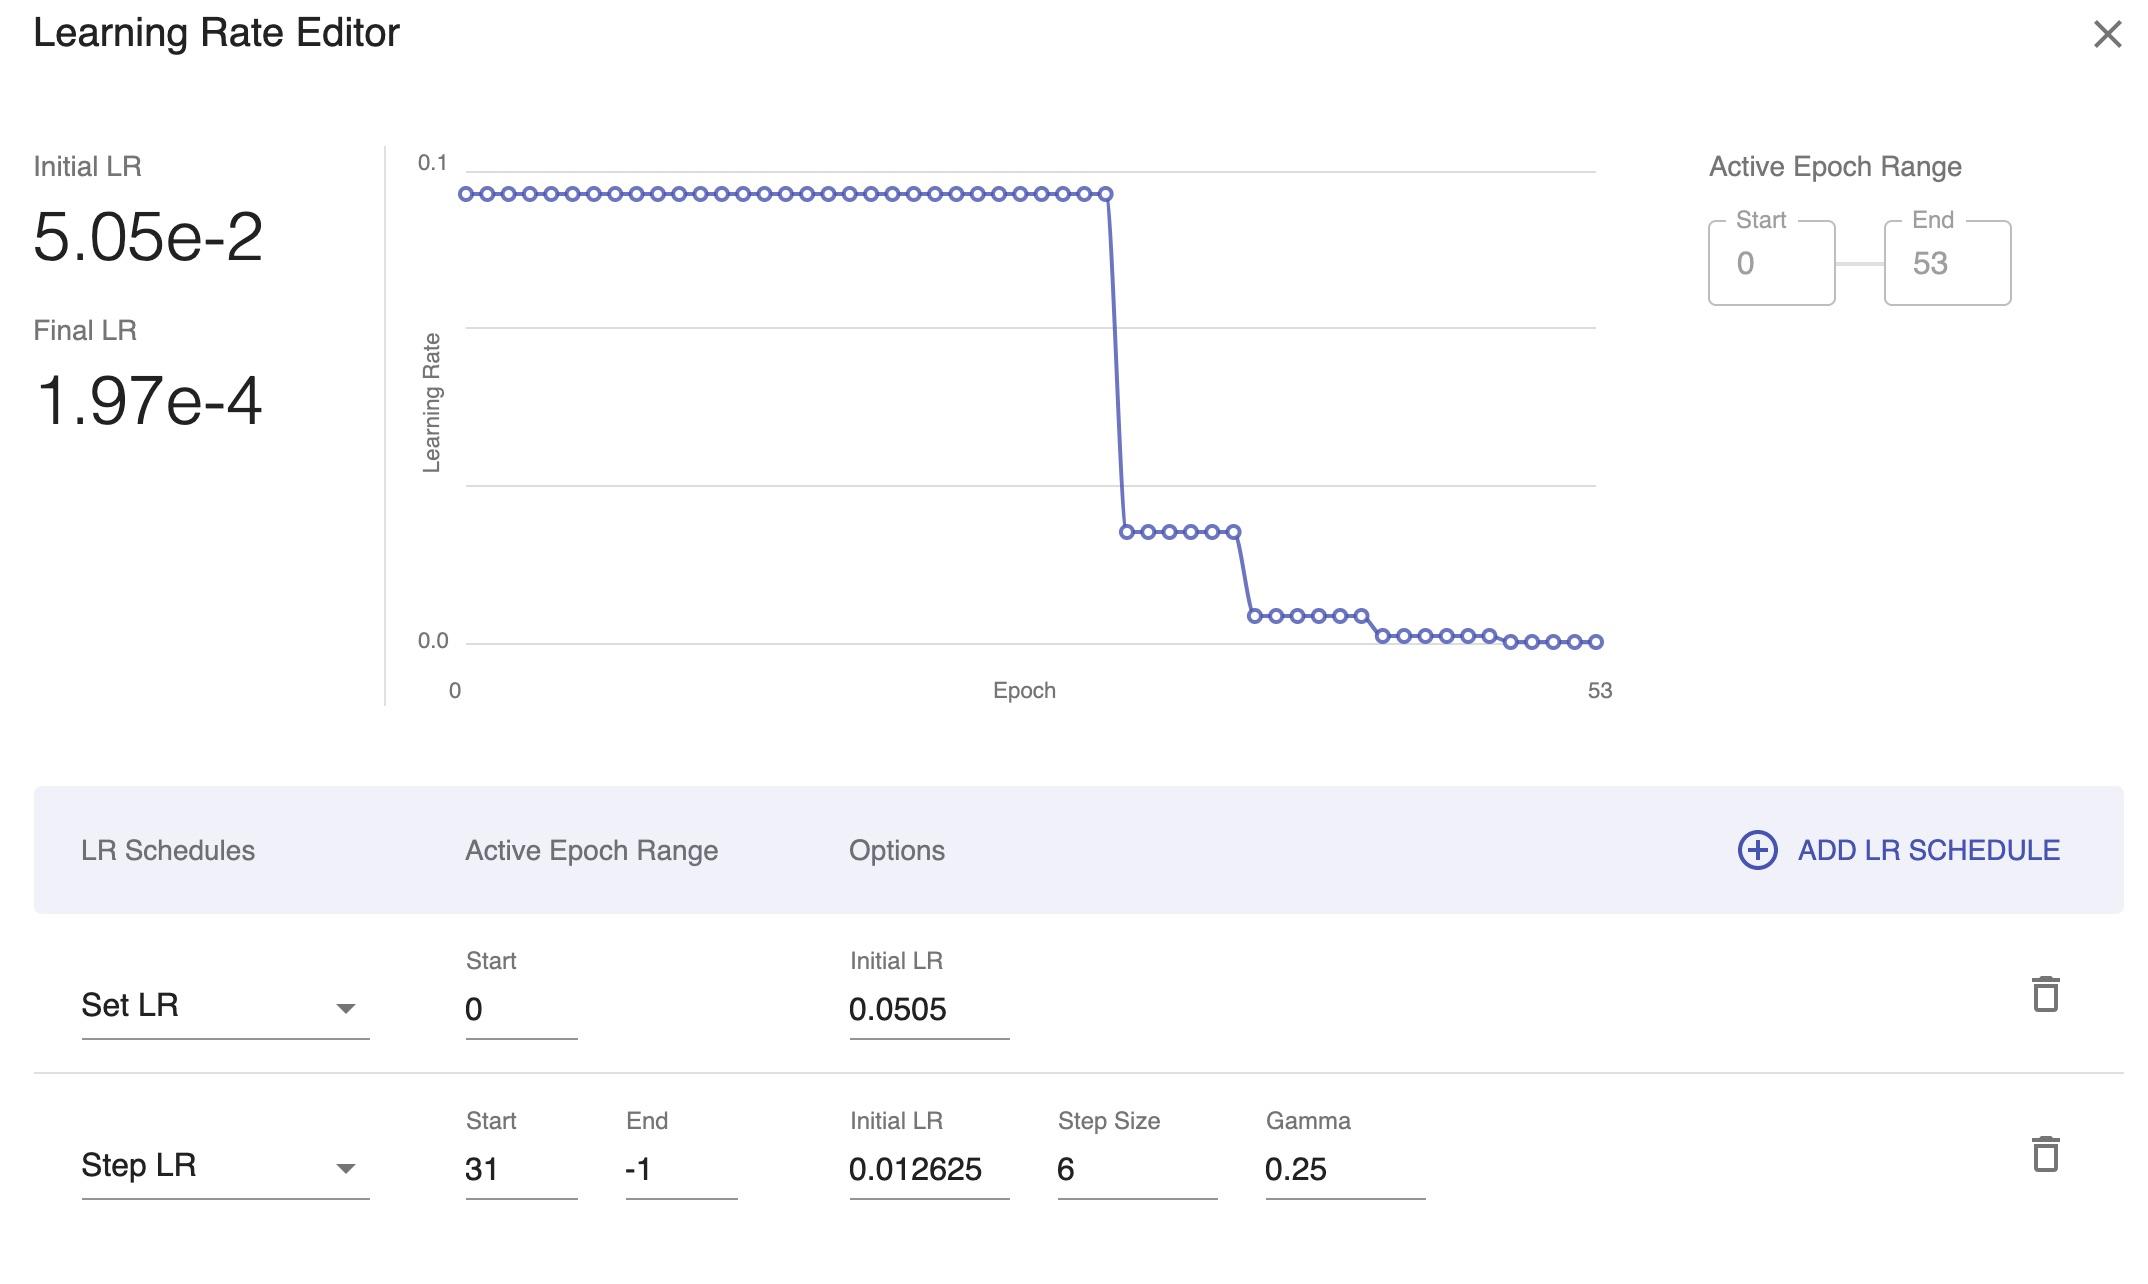 Learning Rate Editor
Initial LR
5.05e-2
Final LR
1.97e-4
0.1
Learning Rate
0.0
0
Epoch
53
Active Epoch Range
Start
0
End
53
LR Schedules
Active Epoch Range
Options
ADD LR SCHEDULE
Start
Initial LR
Set LR
0
0.0505
Start
End
Initial LR
Step Size
Gamma
Step LR
31
-1
0.012625
6
0.25